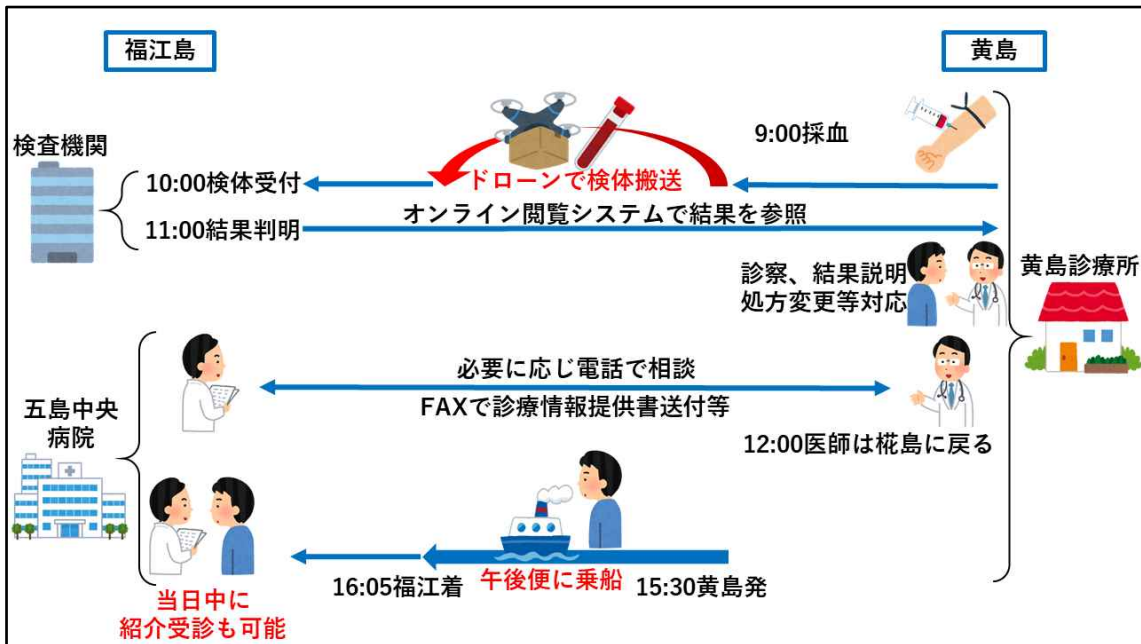 福江島
黄島
検査機関
9:00採血
10:00検体受付
ドローンで検体搬送
11:00結果判明
オンライン閲覧システムで結果を参照
診察、結果説明
処方変更等対応
黄島診療所
必要に応じ電話で相談
FAXで診療情報提供書送付等
五島中央
病院
12:00医師は椛島に戻る
16:05福江着
午後便に乗船
15:30黄島発
当日中に
紹介受診も可能